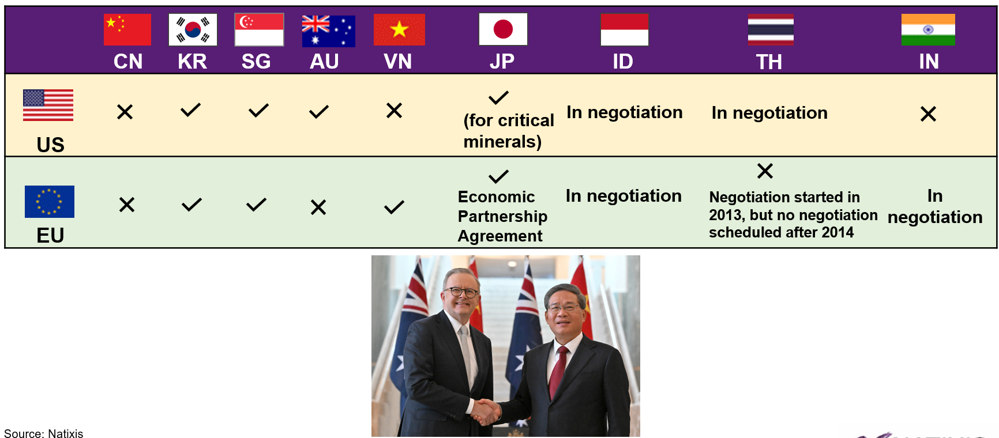 CN KR SG AU VN JP ID TH IN
US
(for critical
minerals)
In negotiation
In negotiation
EU
Economic
Partnership
Agreement
In negotiation
Negotiation started in
2013, but no negotiation
scheduled after 2014
In
negotiation
Source: Natixis